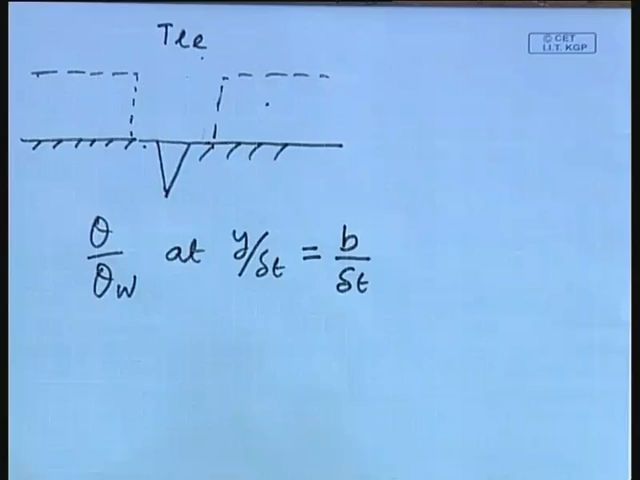 Tee
© CET
I.I.T. KGP
θ/θw at y/δt = b/δt